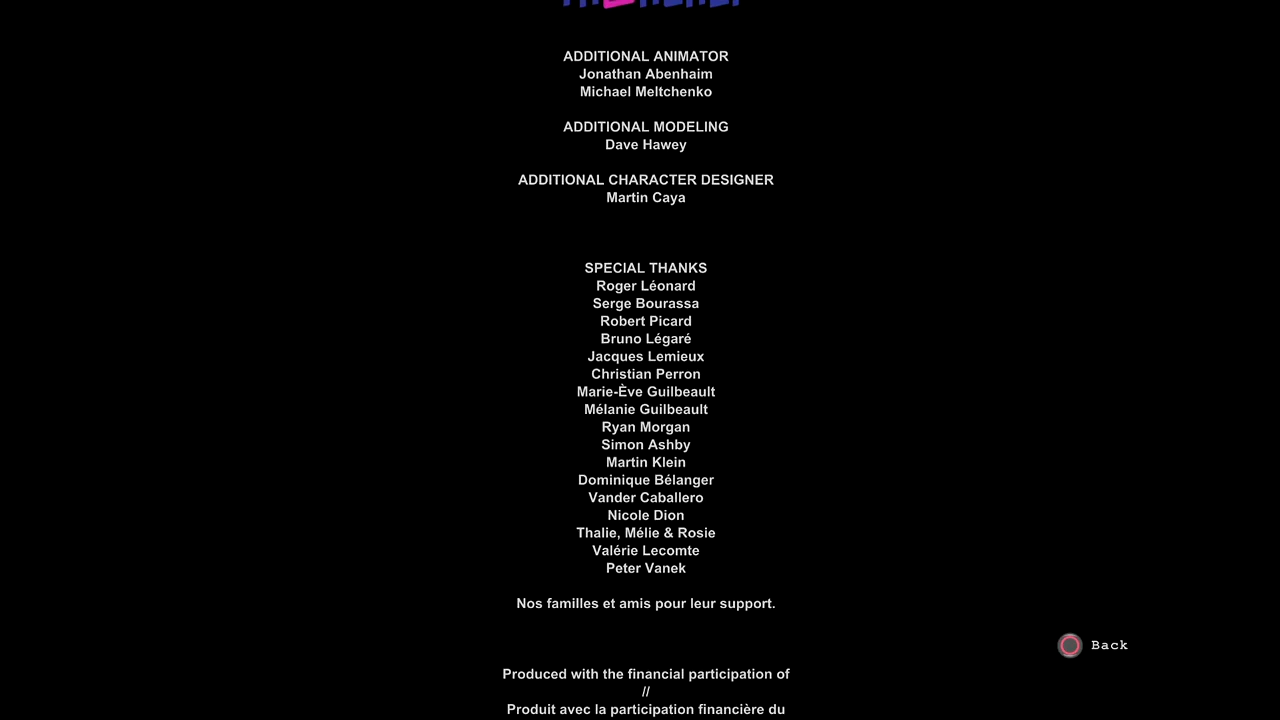 ADDITIONAL ANIMATOR
Jonathan Abenhaim
Michael Meltchenko
ADDITIONAL MODELING
Dave Hawey
ADDITIONAL CHARACTER DESIGNER
Martin Caya
SPECIAL THANKS
Roger Léonard
Serge Bourassa
Robert Picard
Bruno Légaré
Jacques Lemieux
Christian Perron
Marie-Ève Guilbeault
Mélanie Guilbeault
Ryan Morgan
Simon Ashby
Martin Klein
Dominique Bélanger
Vander Caballero
Nicole Dion
Thalie, Mélie & Rosie
Valérie Lecomte
Peter Vanek
Nos familles et amis pour leur support.
Back
Produced with the financial participation of
//
Produit avec la participation financière du